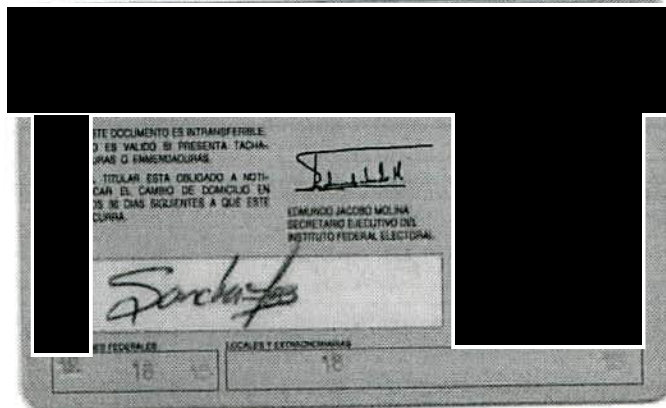 STE DOCUMENTO ES INTRANSFERIBLE.
O ES VALIDO SI PRESENTA TACHA-
URAS O ENMENDADURAS.
L TITULAR ESTA OBLIGADO A NOTI-
CAR EL CAMBIO DE DOMICILIO EN
OS 30 DIAS SIGUIENTES A QUE ESTE
CURRA.
EDMUNDO JACOBO MOLINA
SECRETARIO EJECUTIVO DEL
INSTITUTO FEDERAL ELECTORAL
ES FEDERALES
LOCALES Y EXTRAORDINARIAS
18
18